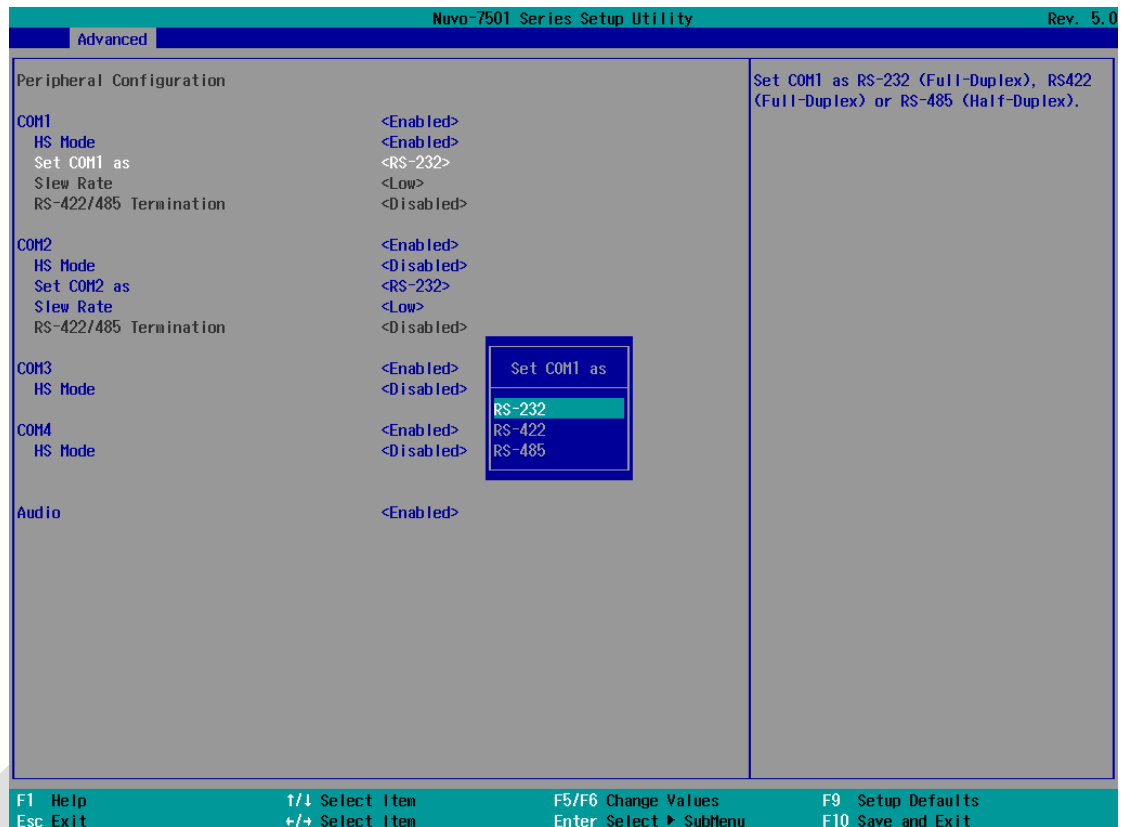 Nuvo-7501 Series Setup Utility Rev. 5.0
Advanced
Peripheral Configuration
Set COM1 as RS-232 (Full-Duplex), RS422
(Full-Duplex) or RS-485 (Half-Duplex).
COM1 <Enabled>
HS Mode <Enabled>
Set COM1 as <RS-232>
Slew Rate <Low>
RS-422/485 Termination <Disabled>
COM2 <Enabled>
HS Mode <Disabled>
Set COM2 as <RS-232>
Slew Rate <Low>
RS-422/485 Termination <Disabled>
COM3 <Enabled>
HS Mode <Disabled>
COM4 <Enabled>
HS Mode <Disabled>
Audio <Enabled>
Set COM1 as
RS-232
RS-422
RS-485
F1 Help ↑/↓ Select Item F5/F6 Change Values F9 Setup Defaults
Esc Exit ←/→ Select Item Enter Select ▶ SubMenu F10 Save and Exit